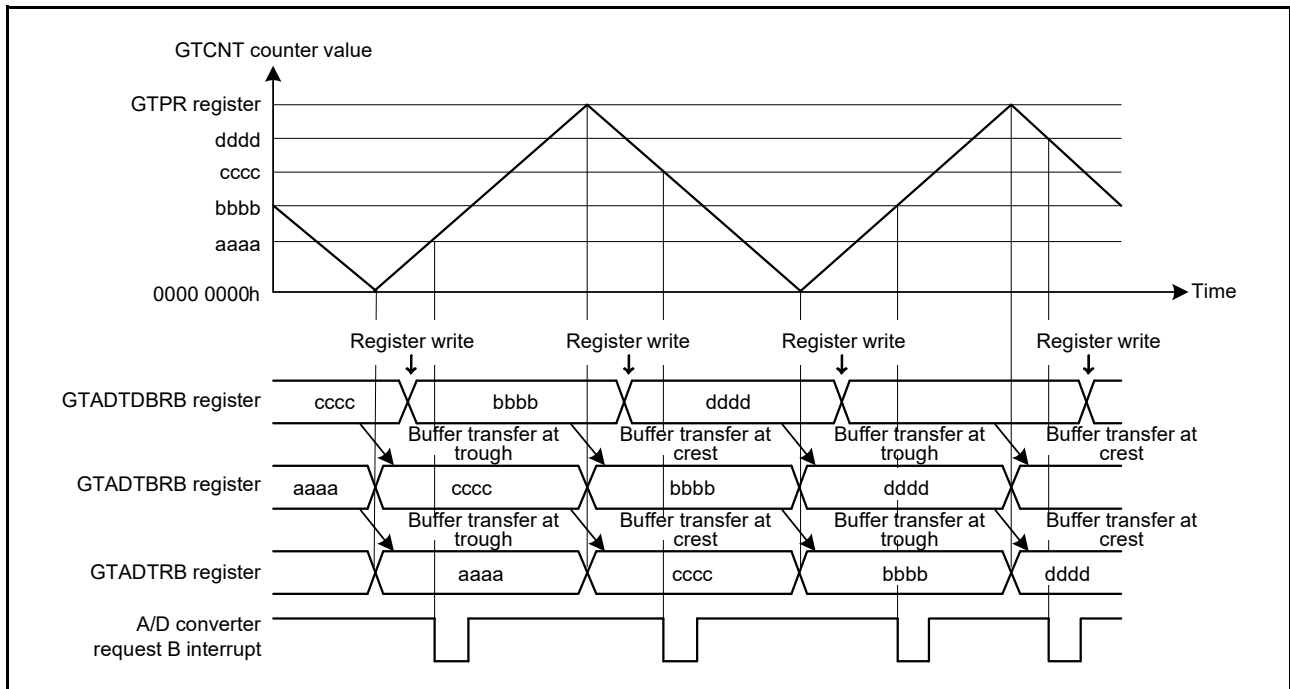 GTCNT counter value
GTPR register
dddd
cccc
bbbb
aaaa
0000 0000h
Time
Register write Register write Register write Register write
GTADTDBRB register cccc bbbb dddd
Buffer transfer at trough Buffer transfer at crest Buffer transfer at trough Buffer transfer at crest
GTADTBRB register aaaa cccc bbbb dddd
Buffer transfer at trough Buffer transfer at crest Buffer transfer at trough Buffer transfer at crest
GTADTRB register aaaa cccc bbbb dddd
A/D converter
request B interrupt